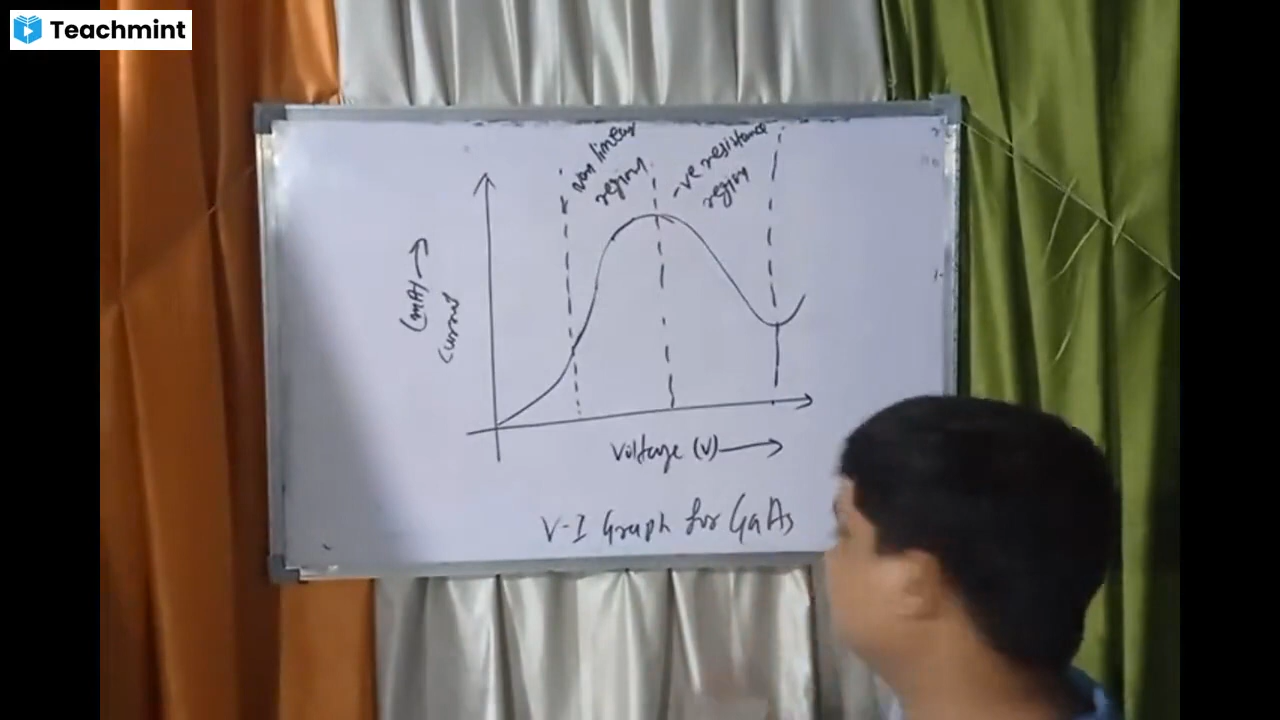 Teachmint
non linear
region
-ve resistance
region
(mA)
Current
Voltage (V)
V-I Graph for GaAs